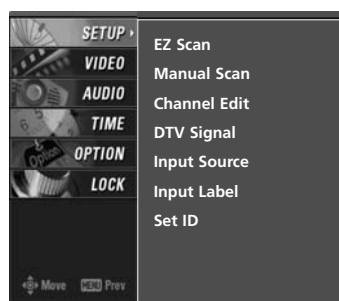 SETUP
VIDEO
AUDIO
TIME
OPTION
LOCK
Move MENU Prev
EZ Scan
Manual Scan
Channel Edit
DTV Signal
Input Source
Input Label
Set ID